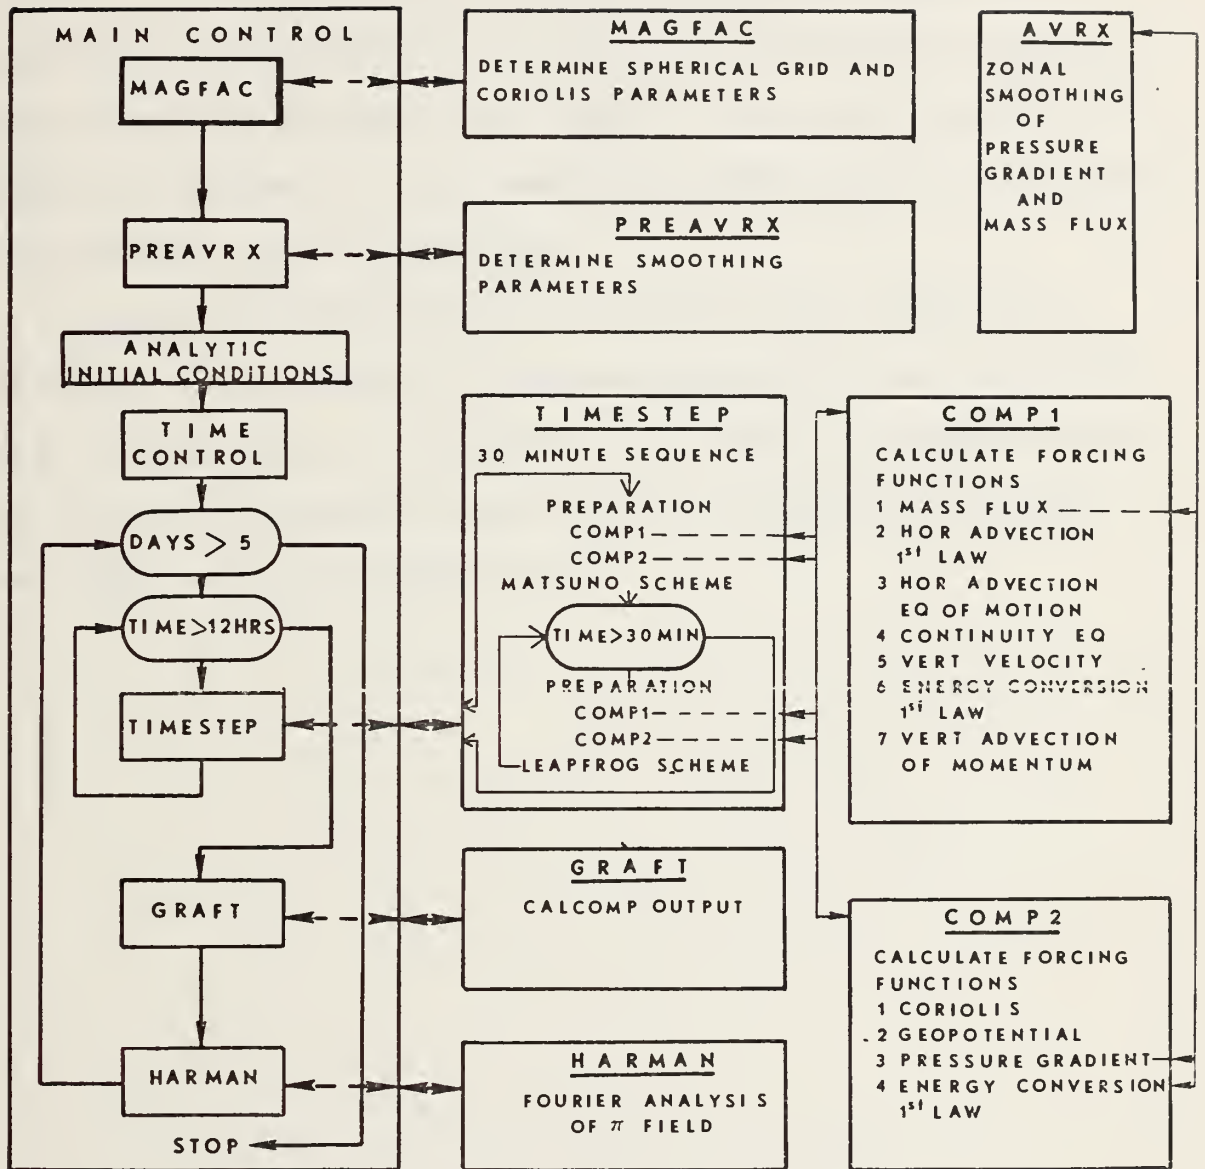 MAIN CONTROL
MAGFAC
PREAVRX
ANALYTIC
INITIAL CONDITIONS
TIME
CONTROL
DAYS > 5
TIME>12HRS
TIMESTEP
GRAFT
HARMAN
STOP
MAGFAC
DETERMINE SPHERICAL GRID AND
CORIOLIS PARAMETERS
PREAVRX
DETERMINE SMOOTHING
PARAMETERS
TIMESTEP
30 MINUTE SEQUENCE
PREPARATION
COMP1
COMP2
MATSUNO SCHEME
TIME>30MIN
PREPARATION
COMP1
COMP2
LEAPFROG SCHEME
GRAFT
CALCOMP OUTPUT
HARMAN
FOURIER ANALYSIS
OF π FIELD
AVRX
ZONAL
SMOOTHING
OF
PRESSURE
GRADIENT
AND
MASS FLUX
COMP1
CALCULATE FORCING
FUNCTIONS
1 MASS FLUX
2 HOR ADVECTION
1st LAW
3 HOR ADVECTION
EQ OF MOTION
4 CONTINUITY EQ
5 VERT VELOCITY
6 ENERGY CONVERSION
1st LAW
7 VERT ADVECTION
OF MOMENTUM
COMP2
CALCULATE FORCING
FUNCTIONS
1 CORIOLIS
2 GEOPOTENTIAL
3 PRESSURE GRADIENT
4 ENERGY CONVERSION
1st LAW